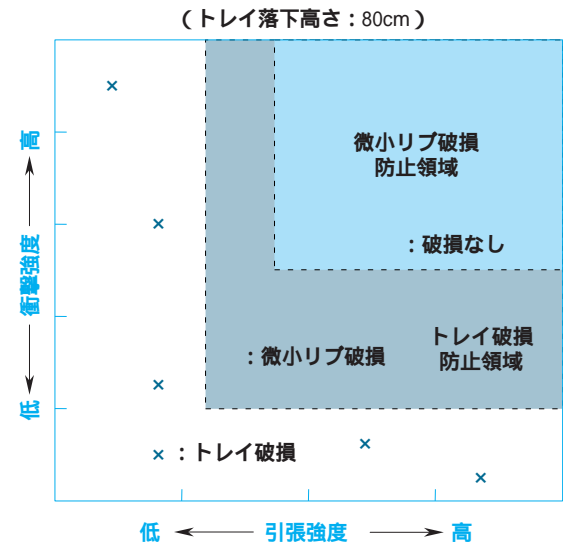 （トレイ落下高さ：80cm）
微小リブ破損
防止領域
：破損なし
トレイ破損
防止領域
：微小リブ破損
× ：トレイ破損
高
衝撃強度
低
低 引張強度 高